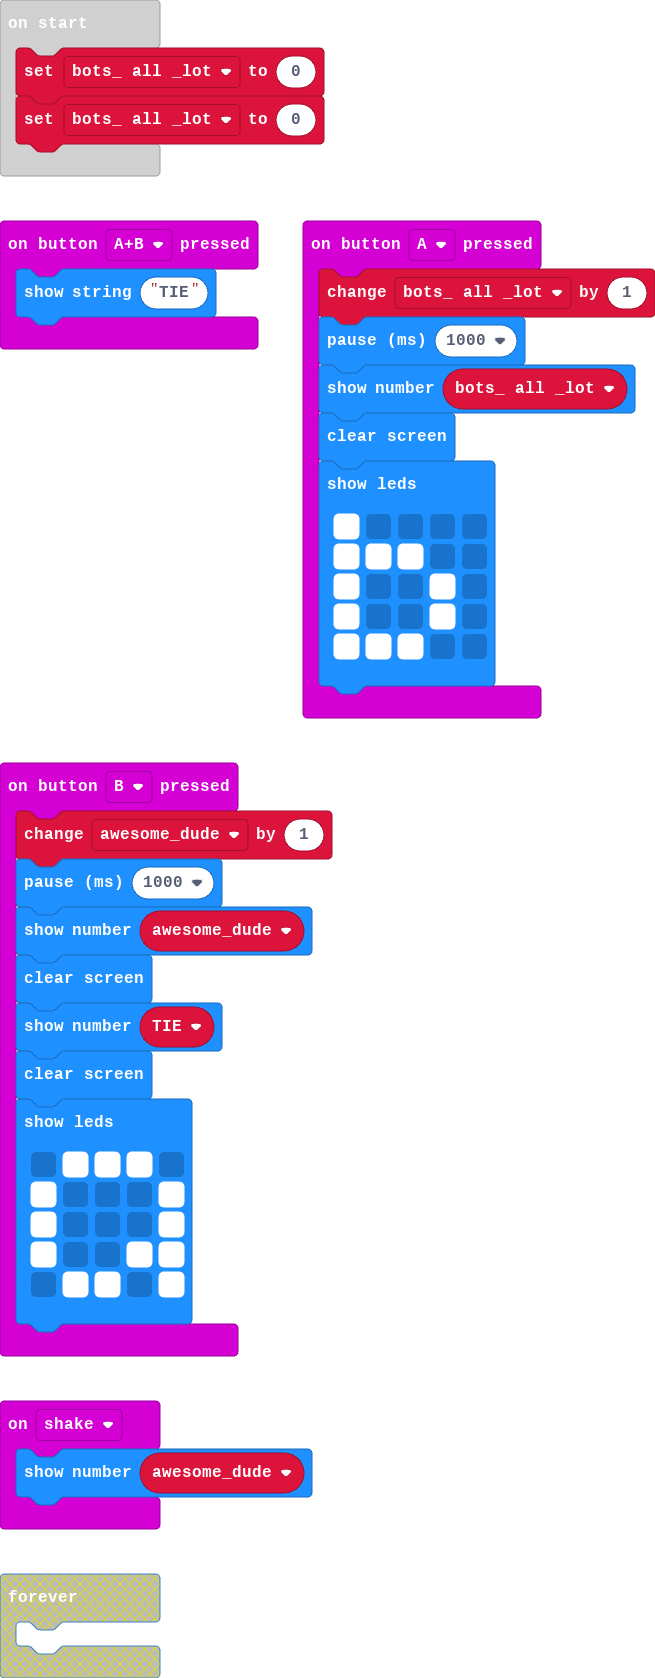 on start
set bots_ all _lot to 0
set bots_ all _lot to 0
on button A+B pressed
show string "TIE"
on button A pressed
change bots_ all _lot by 1
pause (ms) 1000
show number bots_ all _lot
clear screen
show leds
on button B pressed
change awesome_dude by 1
pause (ms) 1000
show number awesome_dude
clear screen
show number TIE
clear screen
show leds
on shake
show number awesome_dude
forever